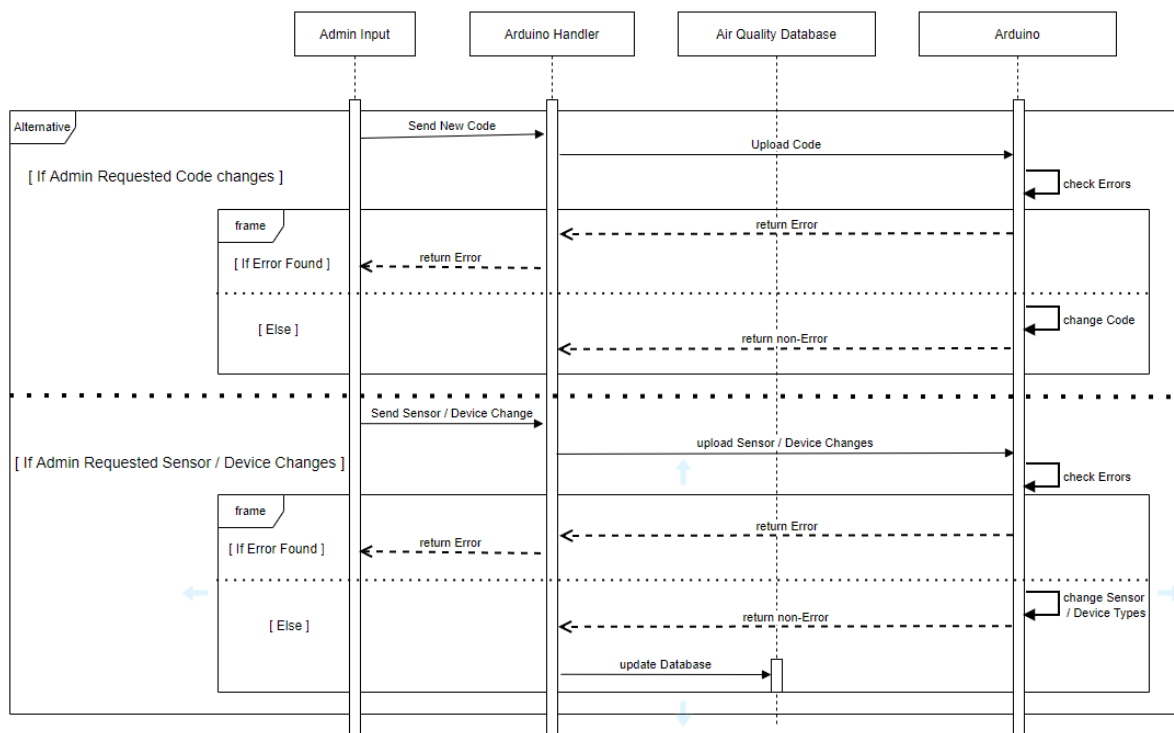 Admin Input
Arduino Handler
Air Quality Database
Arduino
Alternative
Send New Code
Upload Code
[ If Admin Requested Code changes ]
check Errors
frame
return Error
[ If Error Found ]
return Error
change Code
[ Else ]
return non-Error
Send Sensor / Device Change
upload Sensor / Device Changes
[ If Admin Requested Sensor / Device Changes ]
check Errors
frame
return Error
[ If Error Found ]
return Error
change Sensor
/ Device Types
return non-Error
[ Else ]
update Database